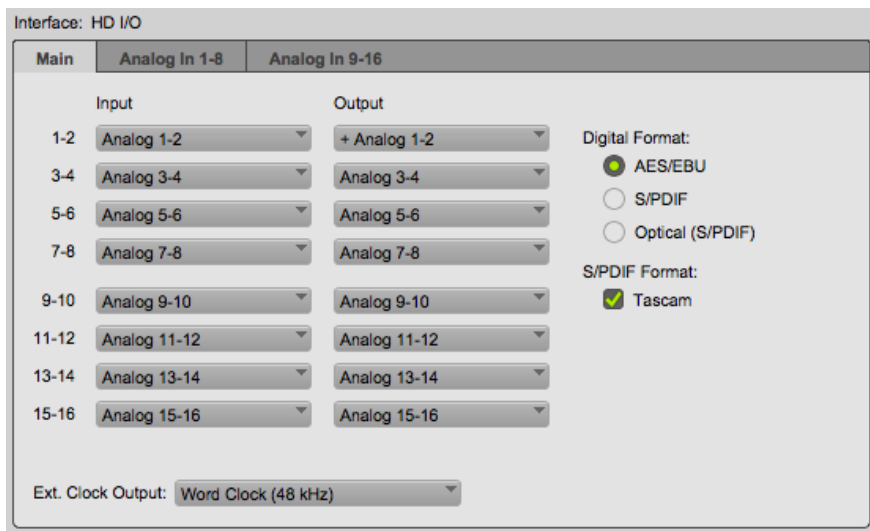 Interface: HD I/O
Main Analog In 1-8 Analog In 9-16
Input Output
1-2 Analog 1-2 + Analog 1-2 Digital Format:
3-4 Analog 3-4 Analog 3-4 AES/EBU
5-6 Analog 5-6 Analog 5-6 S/PDIF
7-8 Analog 7-8 Analog 7-8 Optical (S/PDIF)
S/PDIF Format:
9-10 Analog 9-10 Analog 9-10 Tascam
11-12 Analog 11-12 Analog 11-12
13-14 Analog 13-14 Analog 13-14
15-16 Analog 15-16 Analog 15-16
Ext. Clock Output: Word Clock (48 kHz)